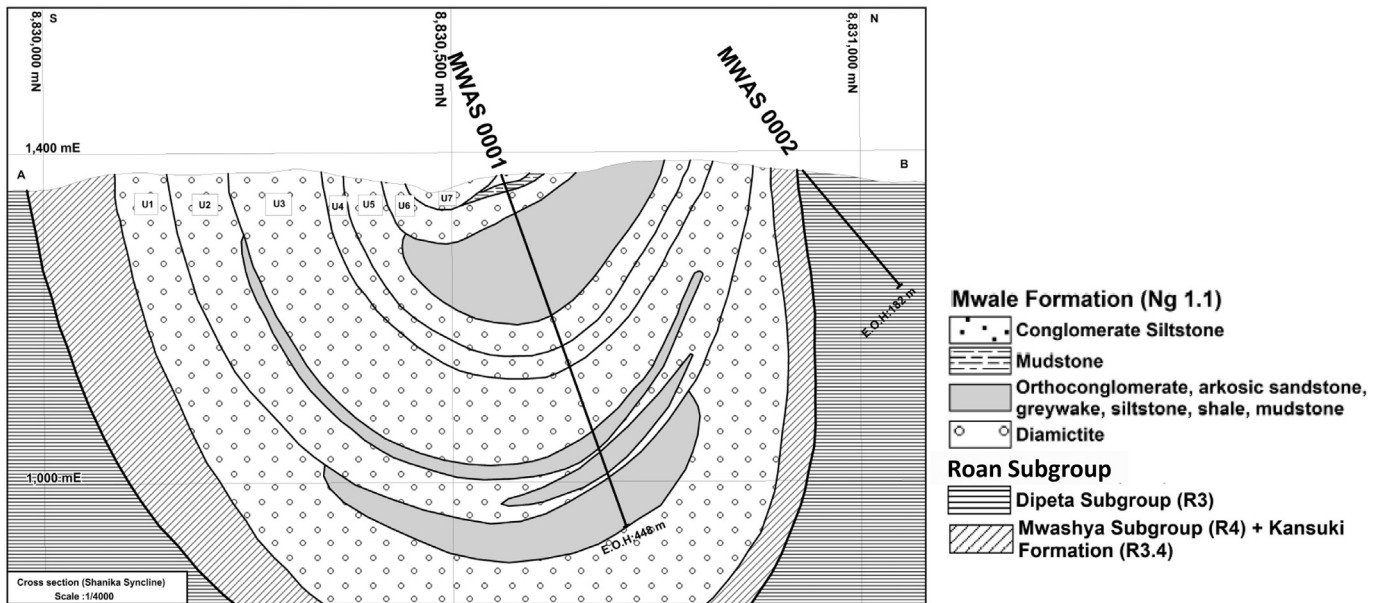 S
N
8,830,000 mN
8,830,500 mN
8,831,000 mN
MWAS 0001
MWAS 0002
1,400 mE
A
B
U1
U2
U3
U4
U5
U6
U7
E.O.H:182 m
1,000 mE
E.O.H:448 m
Cross section (Shanika Syncline)
Scale :1/4000
Mwale Formation (Ng 1.1)
Conglomerate Siltstone
Mudstone
Orthoconglomerate, arkosic sandstone,
greywake, siltstone, shale, mudstone
Diamictite
Roan Subgroup
Dipeta Subgroup (R3)
Mwashya Subgroup (R4) + Kansuki
Formation (R3.4)